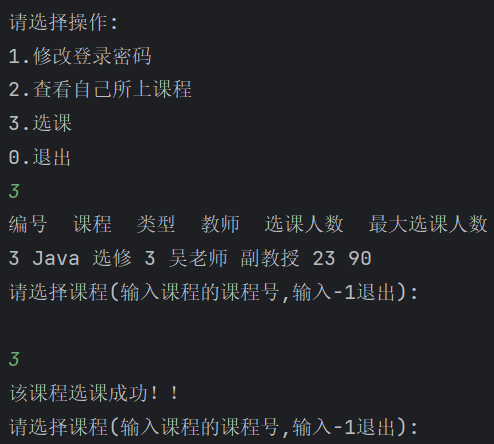 请选择操作:
1.修改登录密码
2.查看自己所上课程
3.选课
0.退出
3
编号  课程  类型  教师  选课人数  最大选课人数
3 Java 选修 3 吴老师 副教授 23 90
请选择课程(输入课程的课程号,输入-1退出):
3
该课程选课成功！！
请选择课程(输入课程的课程号,输入-1退出):